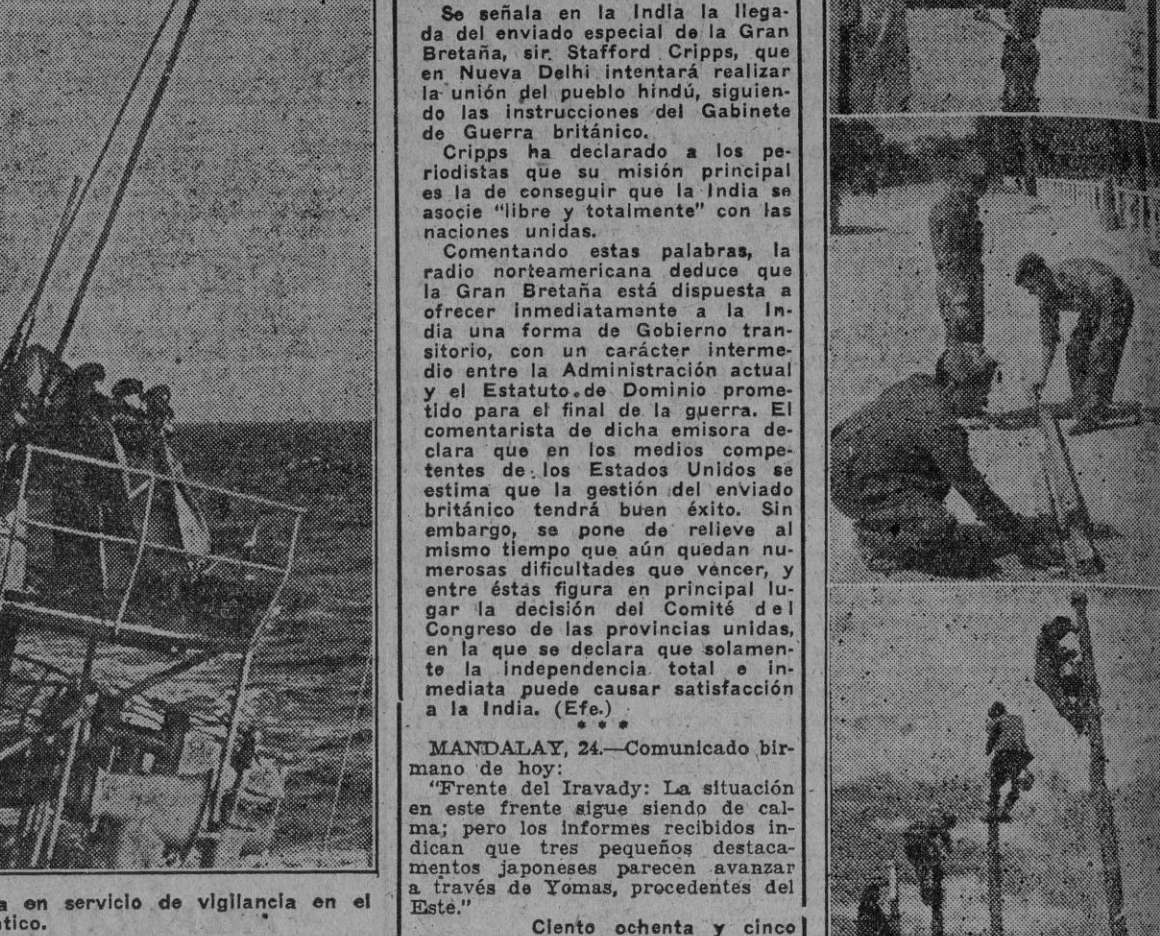 Se señala en la India la llega-
da del enviado especial de la Gran
Bretaña, sir. Stafford Cripps, que
en Nueva Delhi intentará realizar
la unión del pueblo hindú, siguien-
do las instrucciones del Gabinete
de Guerra británico.
Cripps ha declarado a los pe-
riodistas que su misión principal
es la de conseguir que la India se
asocie "libre y totalmente" con las
naciones unidas.
Comentando estas palabras, la
radio norteamericana deduce que
la Gran Bretaña está dispuesta a
ofrecer inmediatamente a la In-
dia una forma de Gobierno tran-
sitorio, con un carácter interme-
dio entre la Administración actual
y el Estatuto de Dominio prome-
tido para el final de la guerra. El
comentarista de dicha emisora de-
clara que en los medios compe-
tentes de los Estados Unidos se
estima que la gestión del enviado
británico tendrá buen éxito. Sin
embargo, se pone de relieve al
mismo tiempo que aún quedan nu-
merosas dificultades que vencer, y
entre éstas figura en principal lu-
gar la decisión del Comité del
Congreso de las provincias unidas,
en la que se declara que solamen-
te la independencia total e in-
mediata puede causar satisfacción
a la India. (Efe.)
* * *
MANDALAY, 24.—Comunicado bir-
mano de hoy:
"Frente del Iravady: La situación
en este frente sigue siendo de cal-
ma; pero los informes recibidos in-
dican que tres pequeños destaca-
mentos japoneses parecen avanzar
a través de Yomas, procedentes del
Este."
Ciento ochenta y cinco
a en servicio de vigilancia en el
tico.